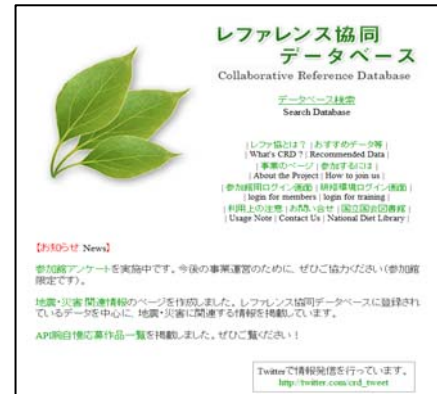 レファレンス協同
データベース
Collaborative Reference Database
データベース検索
Search Database
| レファ協とは？ | おすすめデータ等 |
| What's CRD ? | Recommended Data |
| 事業のページ | 参加するには |
| About the Project | How to join us |
| 参加館用ログイン画面 | 研修環境ログイン画面 |
| login for members | login for training |
| 利用上の注意 | お問い合せ | 国立国会図書館 |
| Usage Note | Contact Us | National Diet Library |
【お知らせ News】
参加館アンケートを実施中です。今後の事業運営のために、ぜひご協力ください（参加館
限定です）。
地震・災害関連情報のページを作成しました。レファレンス協同データベースに登録され
ているデータを中心に、地震・災害に関連する情報を掲載しています。
API腕自慢応募作品一覧を掲載しました。ぜひご覧ください！
Twitterで情報発信を行っています。
http://twitter.com/crd_tweet